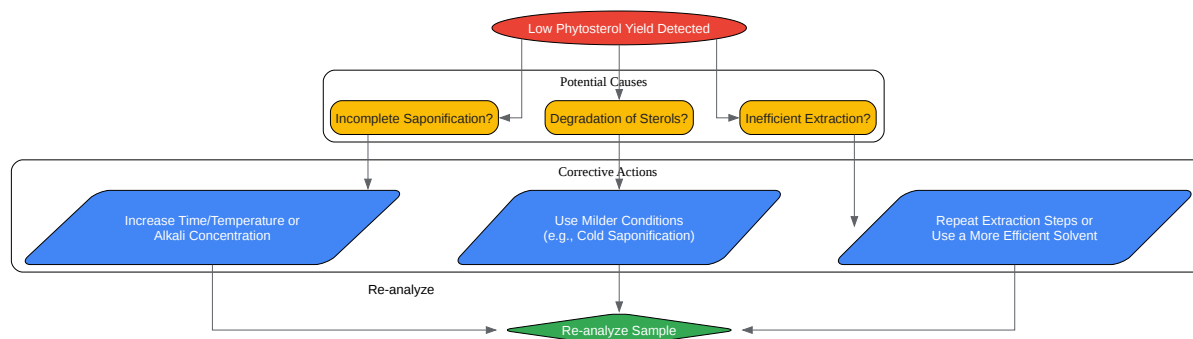 Low Phytosterol Yield Detected
Potential Causes
Incomplete Saponification?
Degradation of Sterols?
Inefficient Extraction?
Corrective Actions
Increase Time/Temperature or
Alkali Concentration
Use Milder Conditions
(e.g., Cold Saponification)
Repeat Extraction Steps or
Use a More Efficient Solvent
Re-analyze
Re-analyze Sample